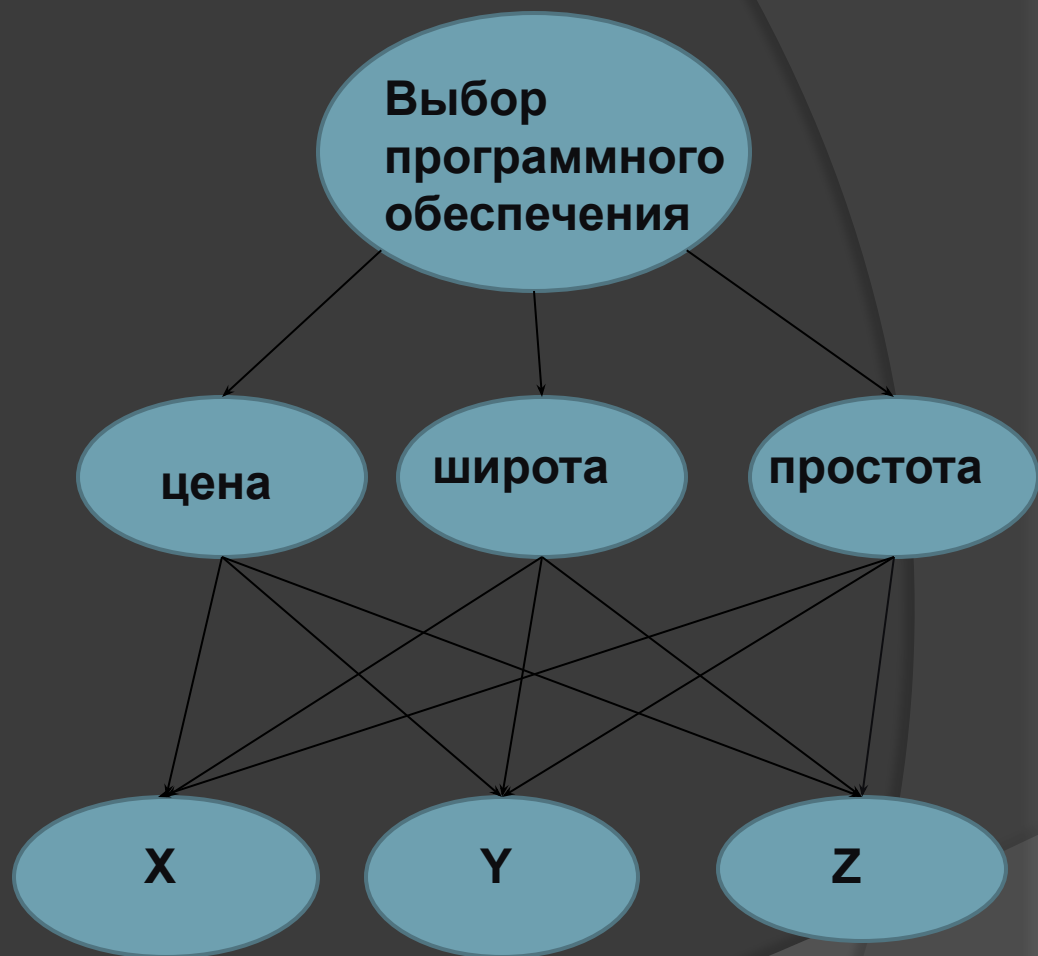 Выбор
программного
обеспечения
цена
широта
простота
X
Y
Z